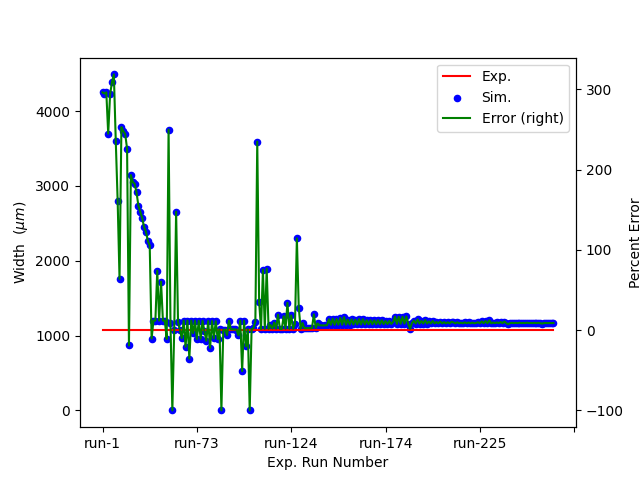 Exp.
Sim.
Error (right)
4000
3000
2000
1000
0
Width (μm)
300
200
100
0
−100
Percent Error
run-1
run-73
run-124
run-174
run-225
Exp. Run Number